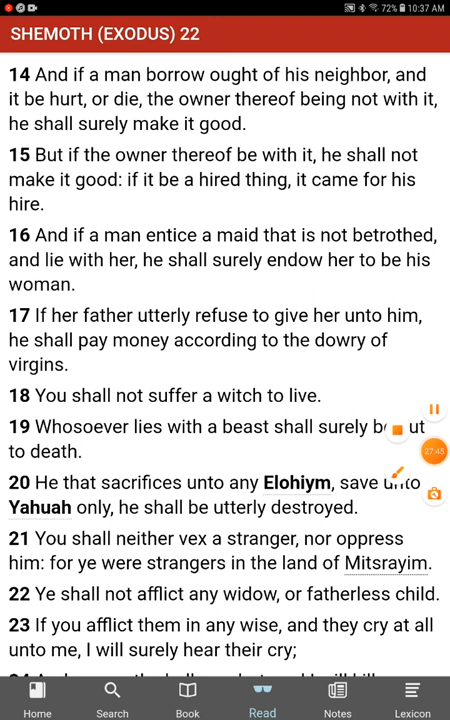 72% 10:37 AM
SHEMOTH (EXODUS) 22
14 And if a man borrow ought of his neighbor, and
it be hurt, or die, the owner thereof being not with it,
he shall surely make it good.
15 But if the owner thereof be with it, he shall not
make it good: if it be a hired thing, it came for his
hire.
16 And if a man entice a maid that is not betrothed,
and lie with her, he shall surely endow her to be his
woman.
17 If her father utterly refuse to give her unto him,
he shall pay money according to the dowry of
virgins.
18 You shall not suffer a witch to live.
19 Whosoever lies with a beast shall surely
to death.
20 He that sacrifices unto any Elohiym, save unto
Yahuah only, he shall be utterly destroyed.
21 You shall neither vex a stranger, nor oppress
him: for ye were strangers in the land of Mitsrayim.
22 Ye shall not afflict any widow, or fatherless child.
23 If you afflict them in any wise, and they cry at all
unto me, I will surely hear their cry;
27:45
Home Search Book Read Notes Lexicon